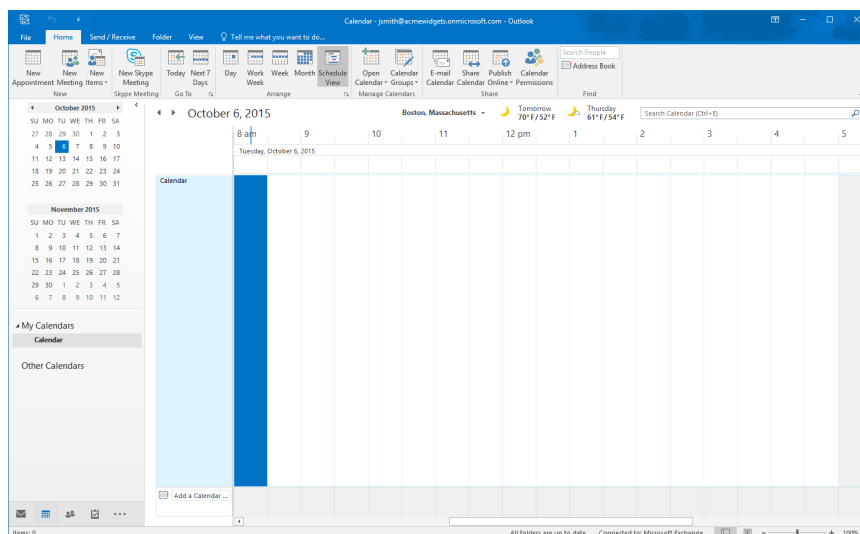 Calendar - jsmith@acmewidgets.onmicrosoft.com - Outlook
File Home Send / Receive Folder View Tell me what you want to do...
New Appointment
New Meeting
New Items
New
New Skype Meeting
Skype Meeting
Today
Next 7 Days
Go To
Day
Work Week
Week
Month
Schedule View
Arrange
Open Calendar
Calendar Groups
Manage Calendars
E-mail Calendar
Share Calendar
Publish Online
Calendar Permissions
Share
Search People
Address Book
Find
October 2015
SU MO TU WE TH FR SA
27 28 29 30 1 2 3
4 5 6 7 8 9 10
11 12 13 14 15 16 17
18 19 20 21 22 23 24
25 26 27 28 29 30 31
November 2015
SU MO TU WE TH FR SA
1 2 3 4 5 6 7
8 9 10 11 12 13 14
15 16 17 18 19 20 21
22 23 24 25 26 27 28
29 30 1 2 3 4 5
6 7 8 9 10 11 12
My Calendars
Calendar
Other Calendars
October 6, 2015
Boston, Massachusetts
Tomorrow
70° F / 52° F
Thursday
61° F / 54° F
Search Calendar (Ctrl+E)
8 am 9 10 11 12 pm 1 2 3 4 5
Tuesday, October 6, 2015
Calendar
Add a Calendar ...
Items: 0
All folders are up to date. Connected to: Microsoft Exchange
100%